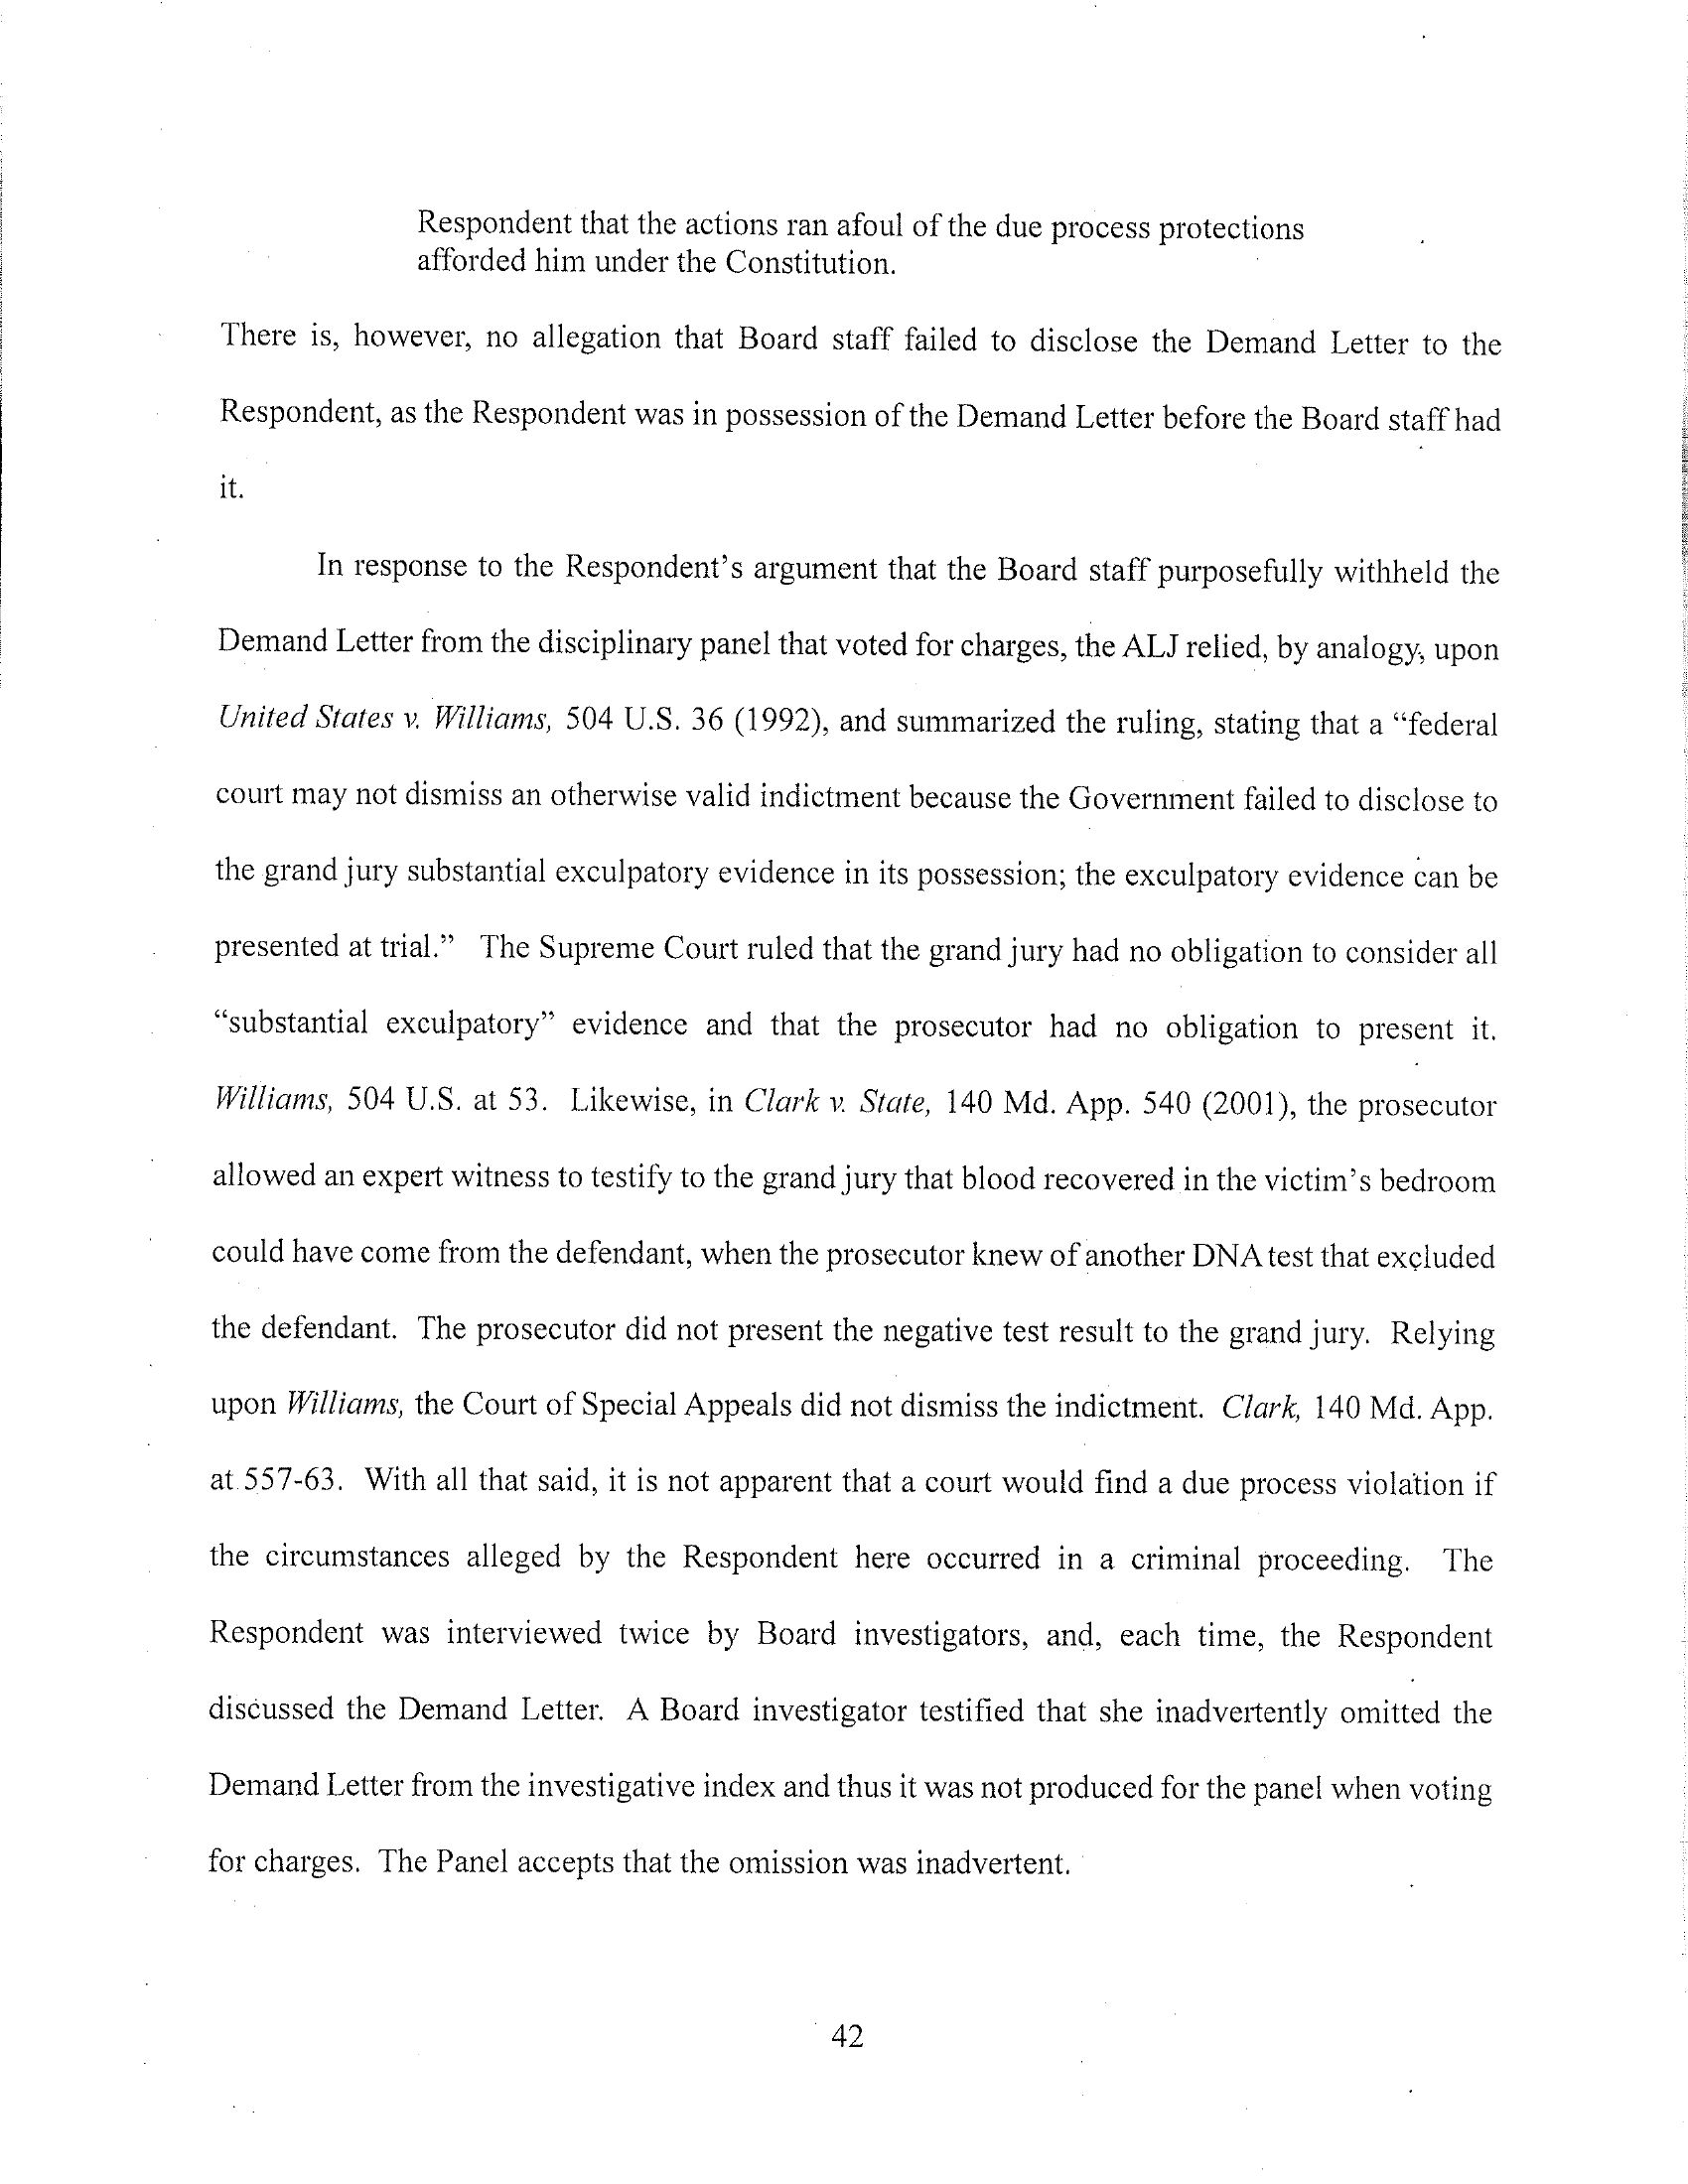 Respondent that the actions ran afoul of the due process protections
afforded him under the Constitution.
There is, however, no allegation that Board staff failed to disclose the Demand Letter to the
Respondent, as the Respondent was in possession of the Demand Letter before the Board staff had
it.
In response to the Respondent's argument that the Board staff purposefully withheld the
Demand Letter from the disciplinary panel that voted for charges, the ALJ relied, by analogy, upon
United States v. Williams, 504 U.S. 36 (1992), and summarized the ruling, stating that a “federal
court may not dismiss an otherwise valid indictment because the Government failed to disclose to
the grand jury substantial exculpatory evidence in its possession; the exculpatory evidence can be
presented at trial.” The Supreme Court ruled that the grand jury had no obligation to consider all
“substantial exculpatory” evidence and that the prosecutor had no obligation to present it.
Williams, 504 U.S. at 53. Likewise, in Clark v. State, 140 Md. App. 540 (2001), the prosecutor
allowed an expert witness to testify to the grand jury that blood recovered in the victim's bedroom
could have come from the defendant, when the prosecutor knew of another DNA test that excluded
the defendant. The prosecutor did not present the negative test result to the grand jury. Relying
upon Williams, the Court of Special Appeals did not dismiss the indictment. Clark, 140 Md. App.
at 557-63. With all that said, it is not apparent that a court would find a due process violation if
the circumstances alleged by the Respondent here occurred in a criminal proceeding. The
Respondent was interviewed twice by Board investigators, and, each time, the Respondent
discussed the Demand Letter. A Board investigator testified that she inadvertently omitted the
Demand Letter from the investigative index and thus it was not produced for the panel when voting
for charges. The Panel accepts that the omission was inadvertent.
42